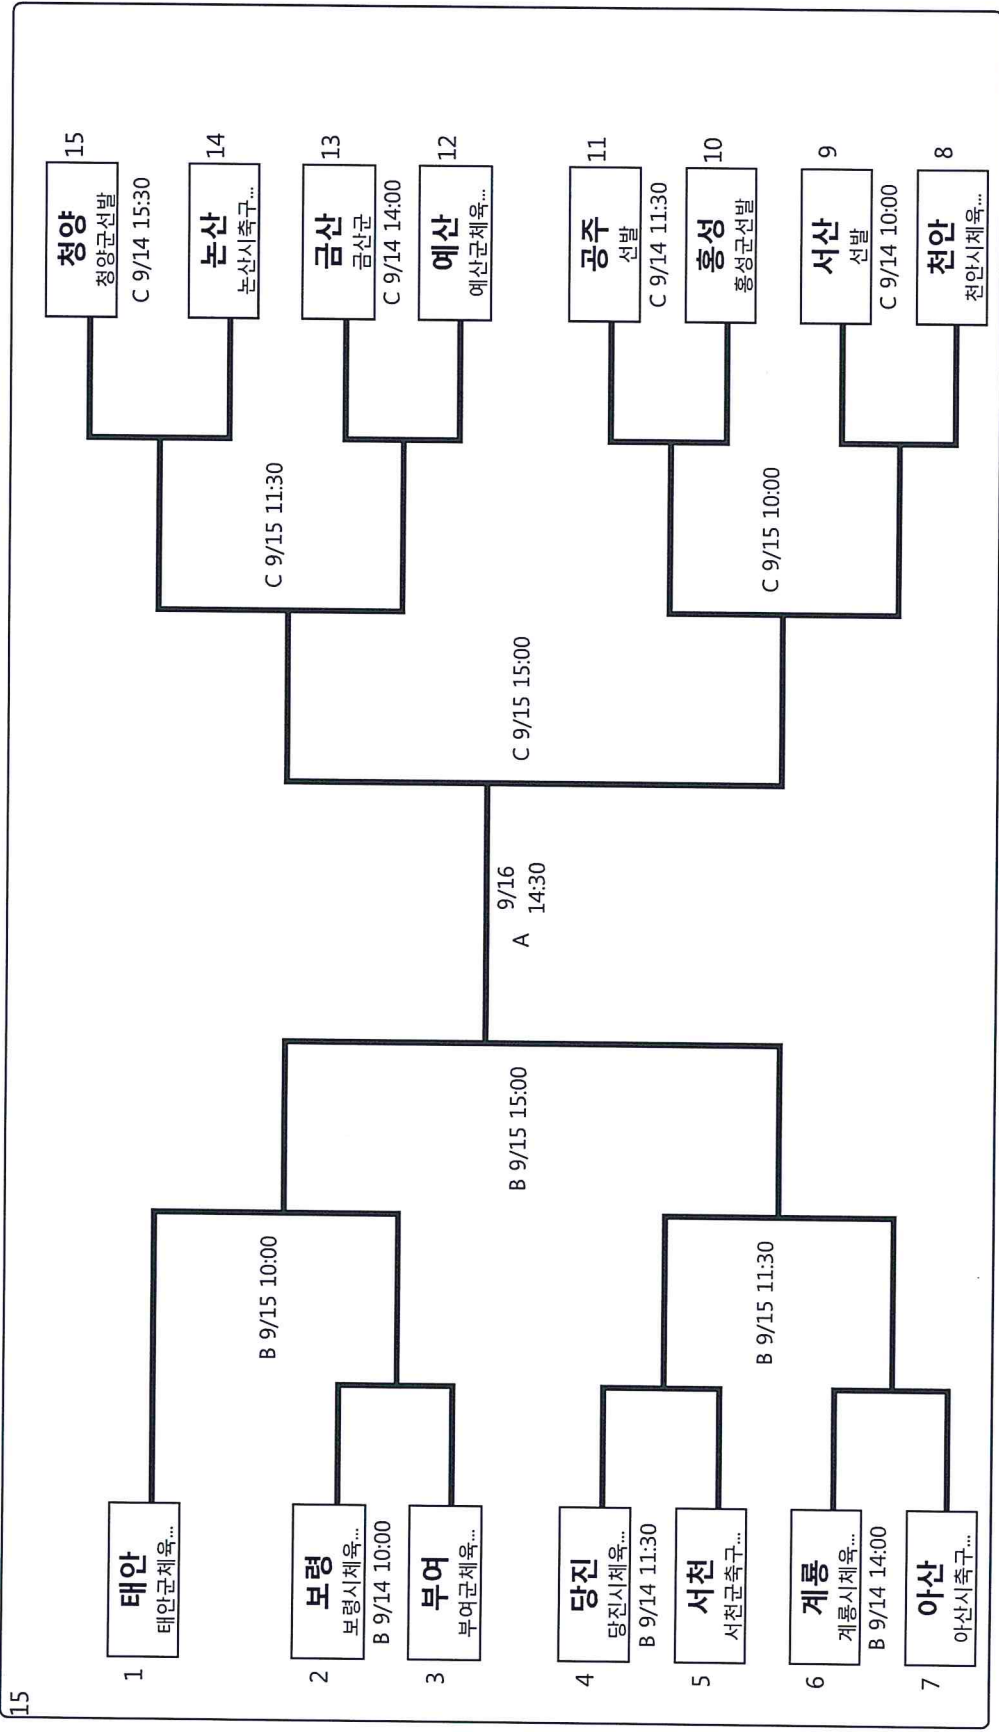 15
1
태안
태안군체육...
2
보령
보령시체육...
B 9/14 10:00
3
부여
부여군체육...
4
당진
당진시체육...
B 9/14 11:30
5
서천
서천군축구...
6
계룡
계룡시체육...
B 9/14 14:00
7
아산
아산시축구...
B 9/15 10:00
B 9/15 11:30
B 9/15 15:00
9/16
A
14:30
C 9/15 15:00
C 9/15 11:30
C 9/15 10:00
청양
청양군선발
15
C 9/14 15:30
논산
논산시축구...
14
금산
금산군
13
C 9/14 14:00
예산
예산군체육...
12
공주
선발
11
C 9/14 11:30
홍성
홍성군선발
10
서산
선발
9
C 9/14 10:00
천안
천안시체육...
8